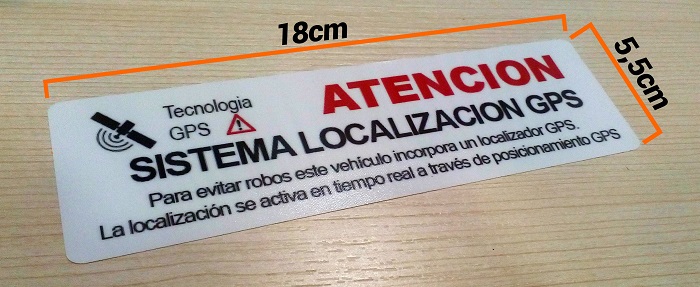 18cm
5,5cm
Tecnologia
GPS
ATENCION
SISTEMA LOCALIZACION GPS
Para evitar robos este vehículo incorpora un localizador GPS.
La localización se activa en tiempo real a través de posicionamiento GPS